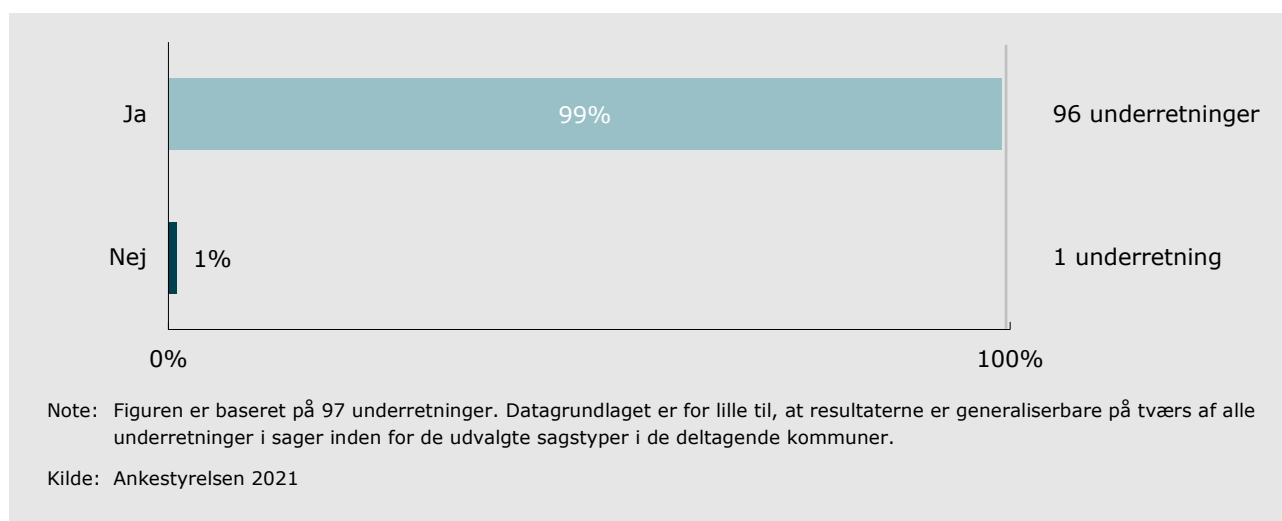 Ja 99% 96 underretninger
Nej 1% 1 underretning
0% 100%
Note: Figuren er baseret på 97 underretninger. Datagrundlaget er for lille til, at resultaterne er generaliserbare på tværs af alle
underretninger i sager inden for de udvalgte sagstyper i de deltagende kommuner.
Kilde: Ankestyrelsen 2021